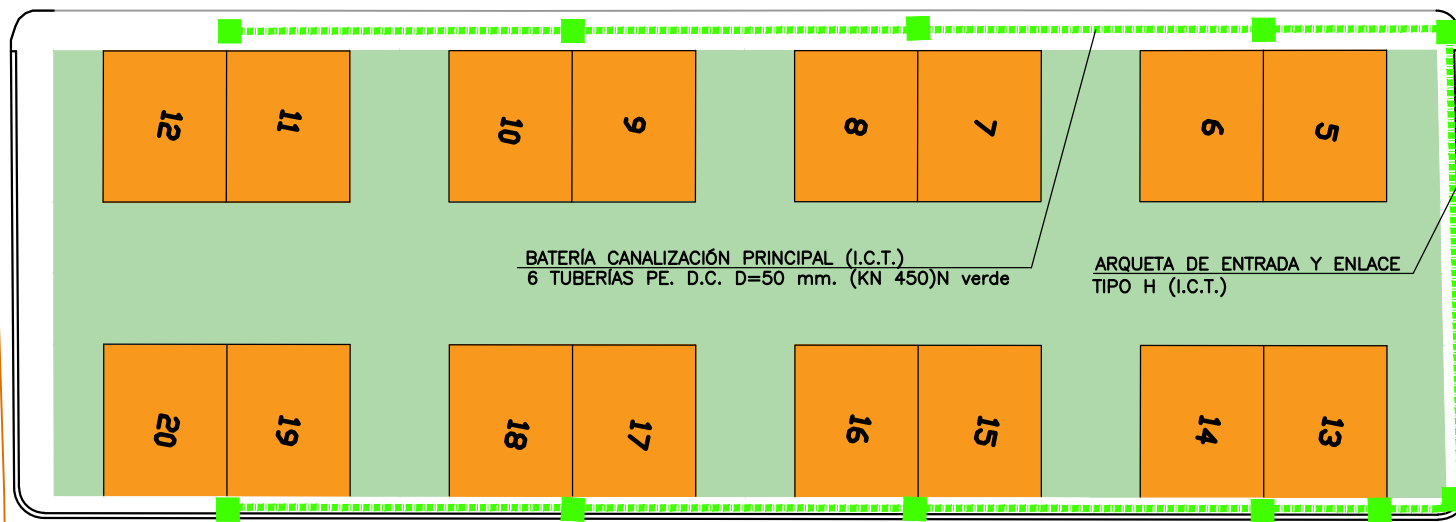 12 11 10 9 8 7 6 5
BATERÍA CANALIZACIÓN PRINCIPAL (I.C.T.)
6 TUBERÍAS PE. D.C. D=50 mm. (KN 450)N verde
ARQUETA DE ENTRADA Y ENLACE
TIPO H (I.C.T.)
20 19 18 17 16 15 14 13